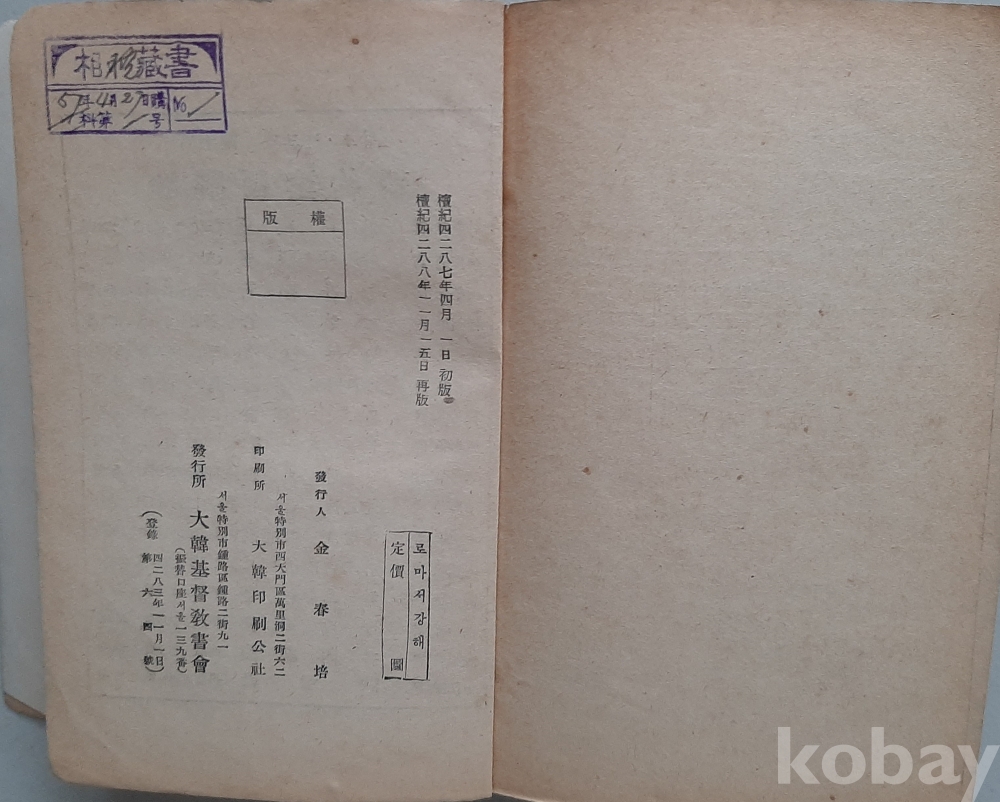 藏書
年4月27日購
科第 号
No
版權
檀紀四二八七年四月 一日 初版
檀紀四二八八年一一月一五日 再版
로마서강해
定價 圜
發行人 金春培
서울特別市西大門區萬里洞二街六二
印刷所 大韓印刷公社
서울特別市鍾路區鍾路二街九一
發行所 大韓基督敎書會
(振替口座서울一三九番)
(登錄 四二八三年一一月一日
第六四號)
kobay